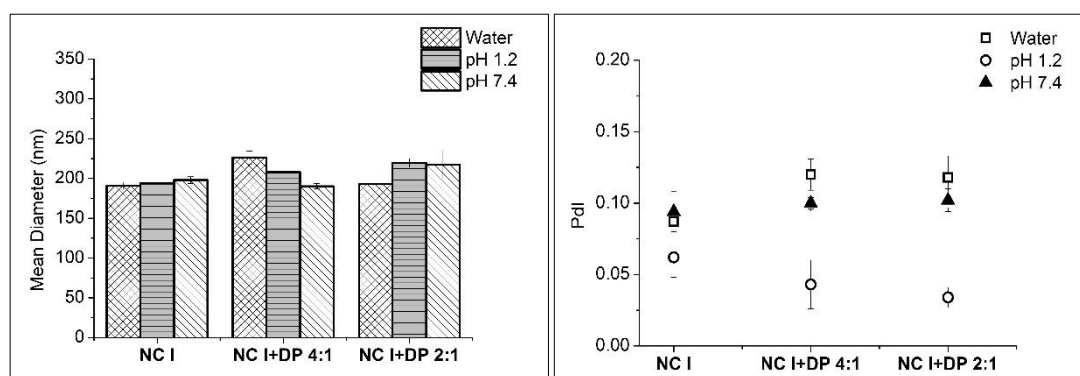 Water
pH 1.2
pH 7.4
350
300
250
200
150
100
50
0
Mean Diameter (nm)
NC I NC I+DP 4:1 NC I+DP 2:1
Water
pH 1.2
pH 7.4
0.20
0.15
0.10
0.05
0.00
PdI
NC I NC I+DP 4:1 NC I+DP 2:1